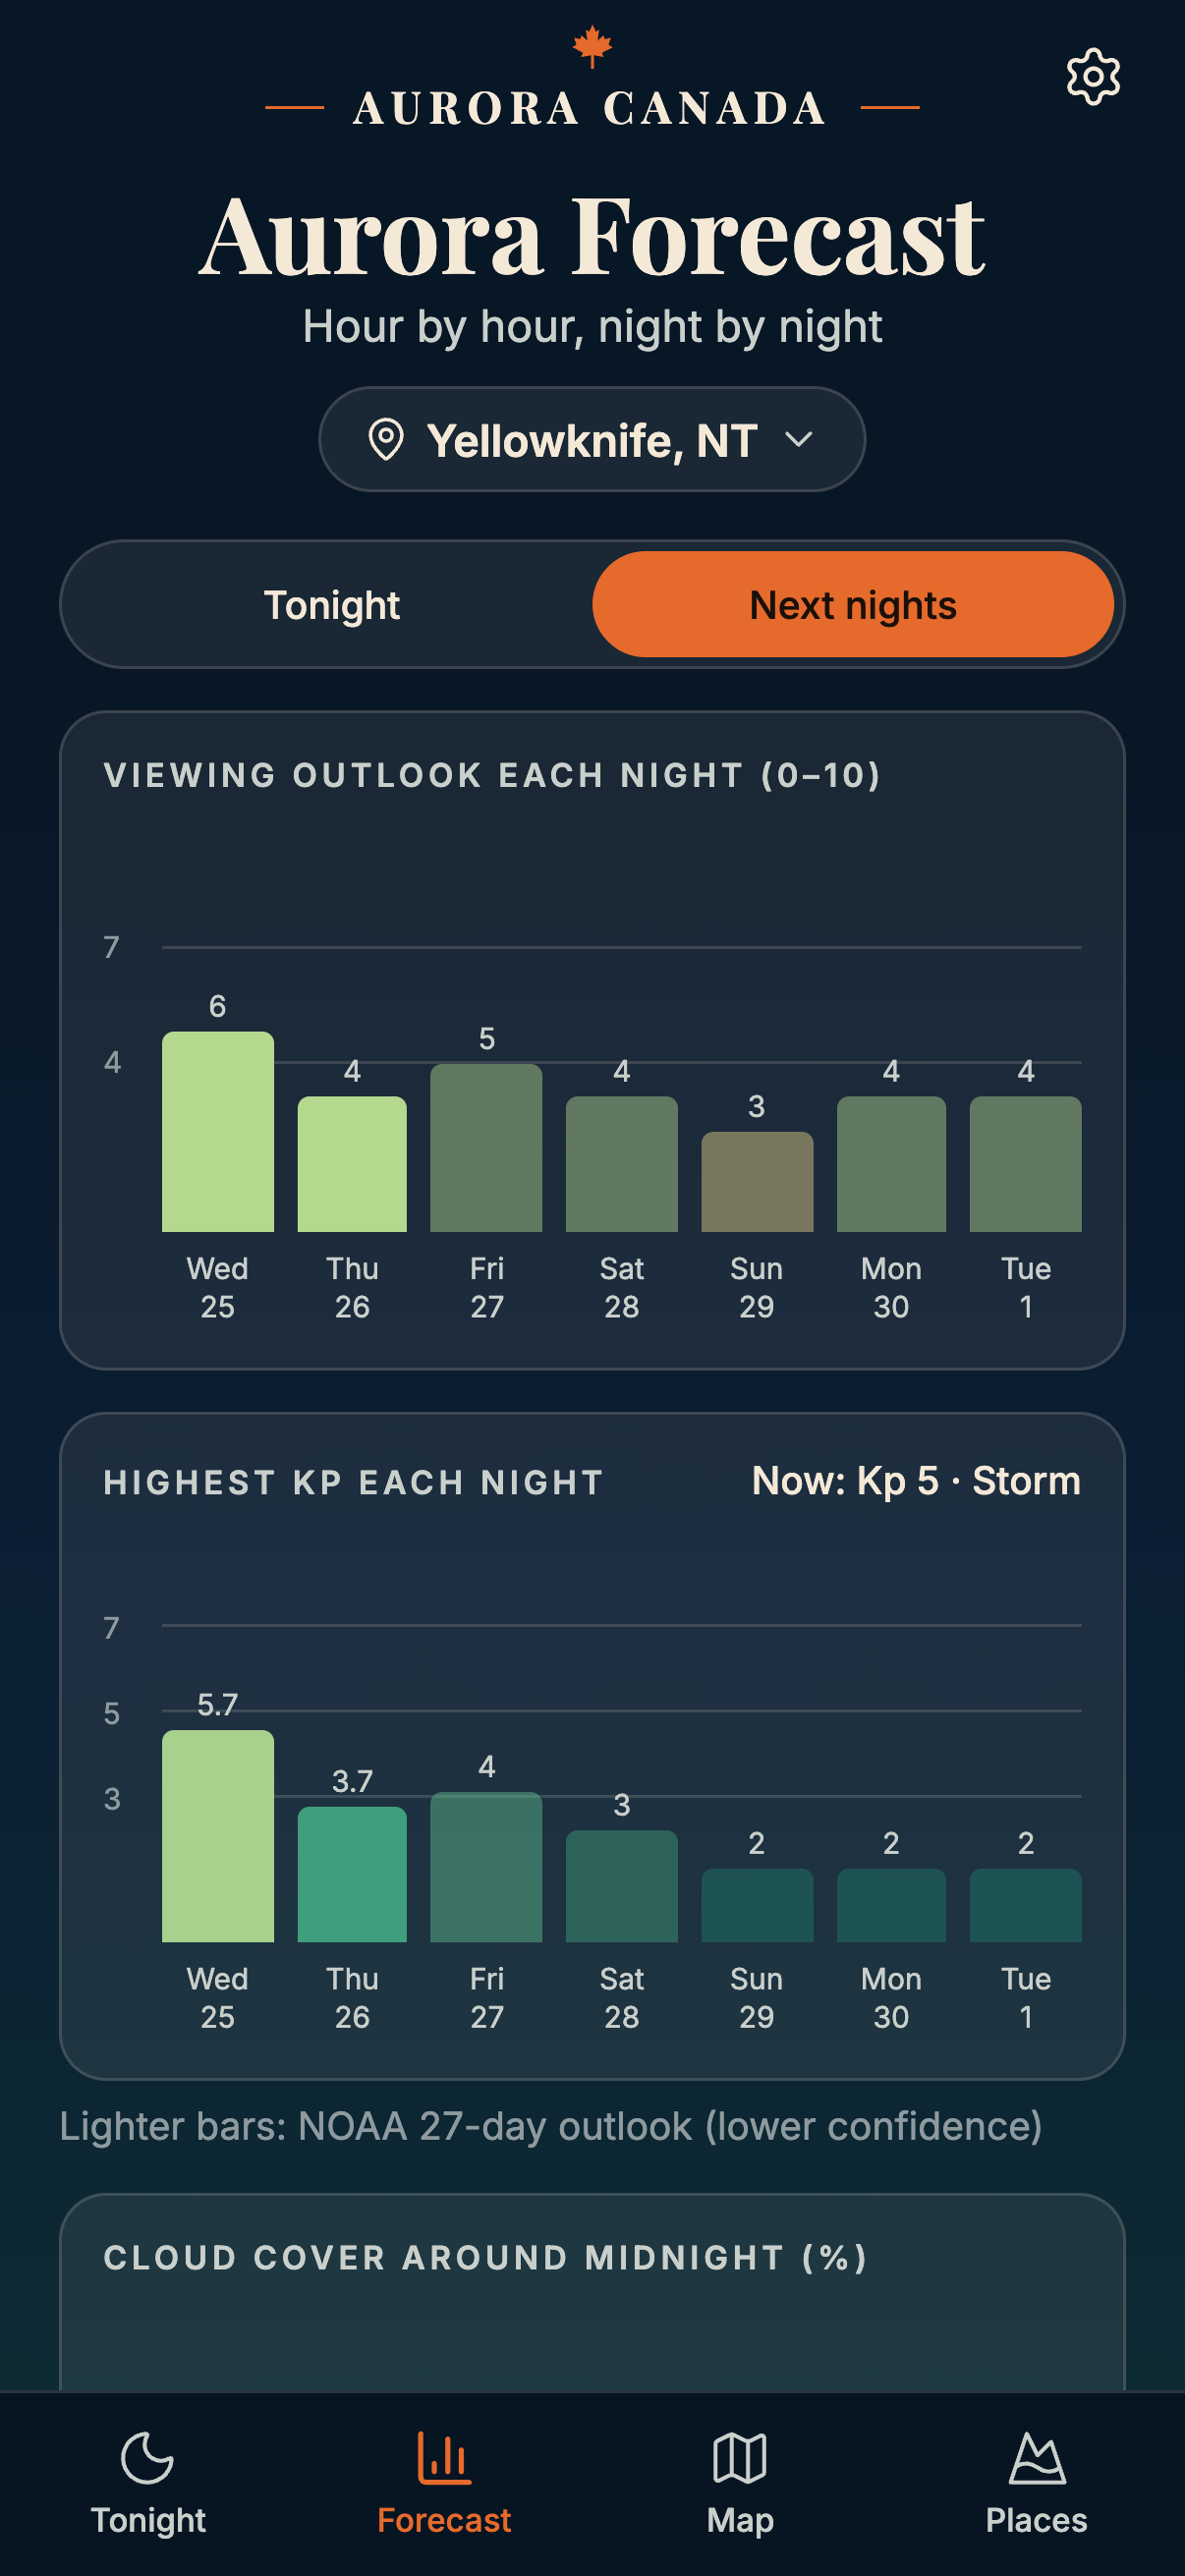 AURORA CANADA
Aurora Forecast
Hour by hour, night by night
Yellowknife, NT
Tonight Next nights
VIEWING OUTLOOK EACH NIGHT (0–10)
7
6
5
4 4 4 4 4
3
Wed Thu Fri Sat Sun Mon Tue
25 26 27 28 29 30 1
HIGHEST KP EACH NIGHT Now: Kp 5 · Storm
7
5.7
5
4
3.7
3 3
2 2 2
Wed Thu Fri Sat Sun Mon Tue
25 26 27 28 29 30 1
Lighter bars: NOAA 27-day outlook (lower confidence)
CLOUD COVER AROUND MIDNIGHT (%)
Tonight Forecast Map Places